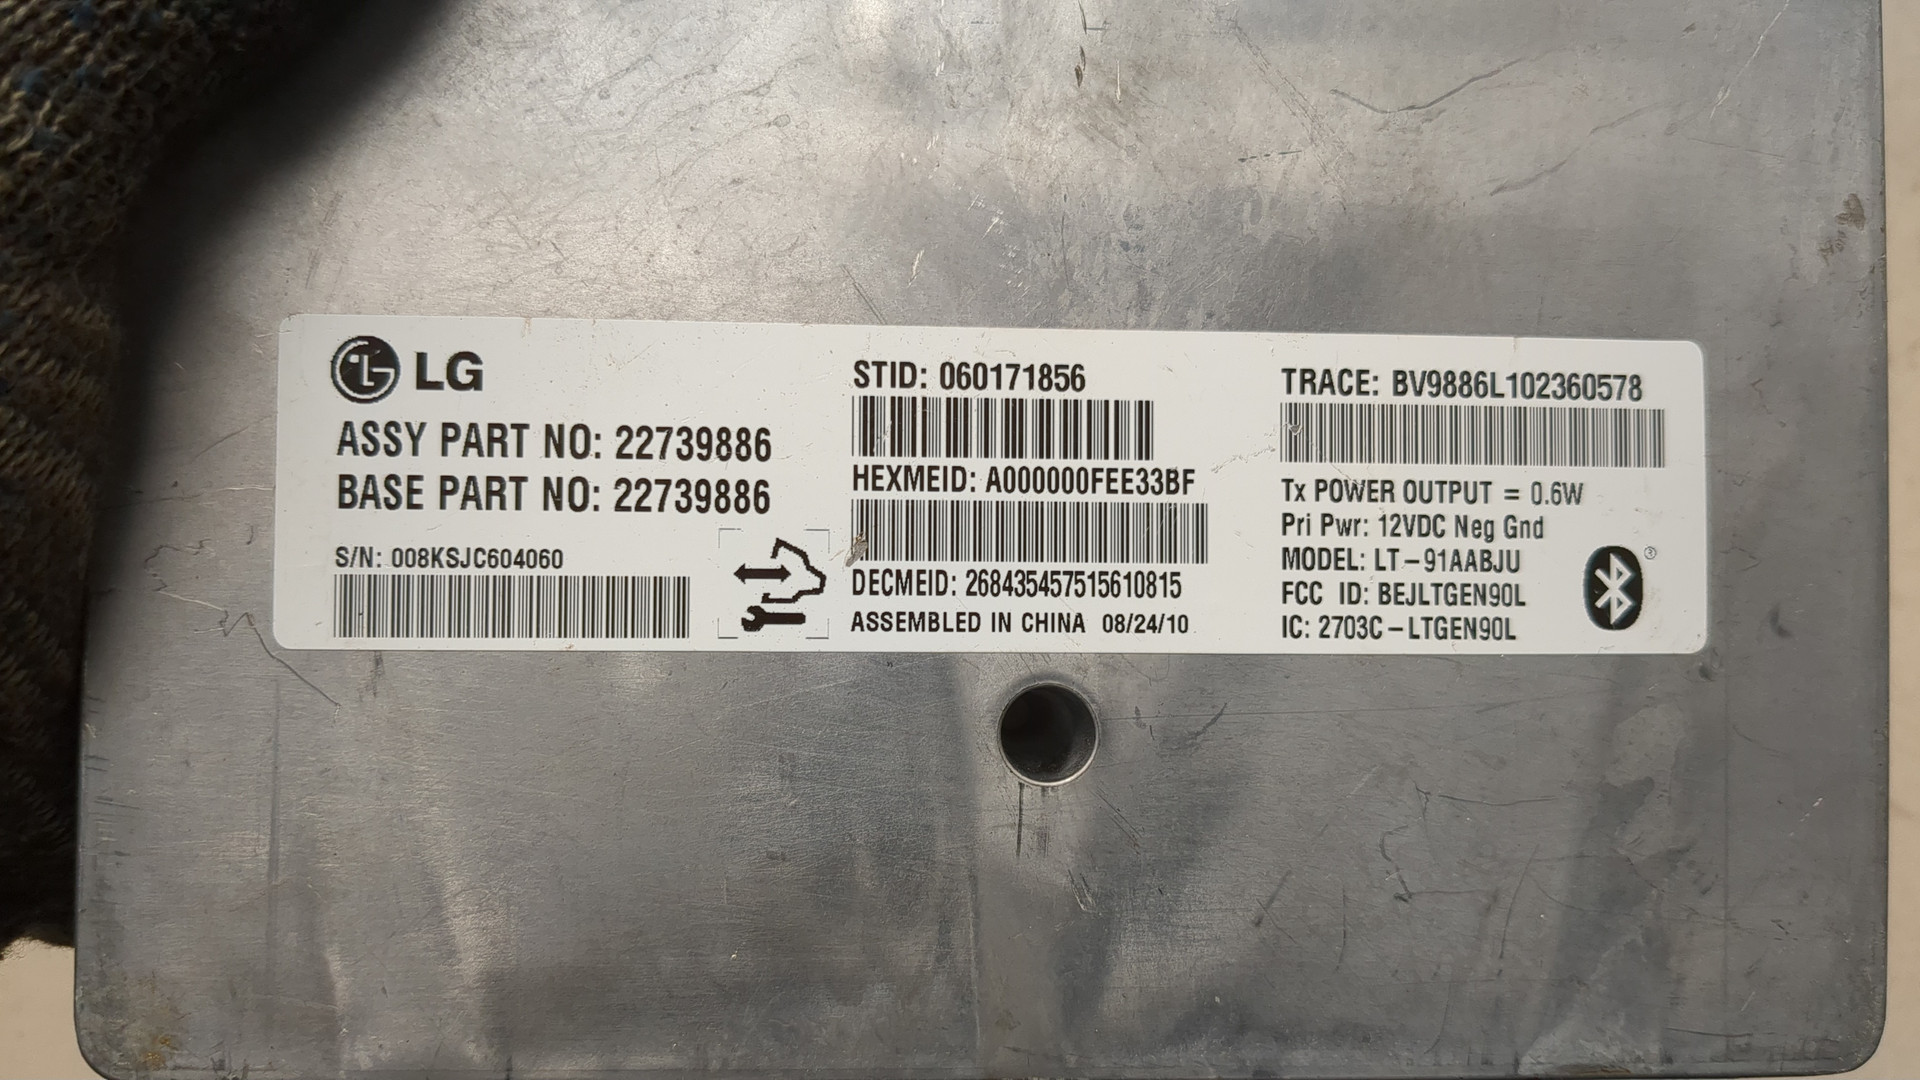 LG
ASSY PART NO: 22739886
BASE PART NO: 22739886
S/N: 008KSJC604060
STID: 060171856
HEXMEID: A000000FEE33BF
DECMEID: 268435457515610815
ASSEMBLED IN CHINA 08/24/10
TRACE: BV9886L102360578
Tx POWER OUTPUT = 0.6W
Pri Pwr: 12VDC Neg Gnd
MODEL: LT-91AABJU
FCC ID: BEJLTGEN90L
IC: 2703C-LTGEN90L